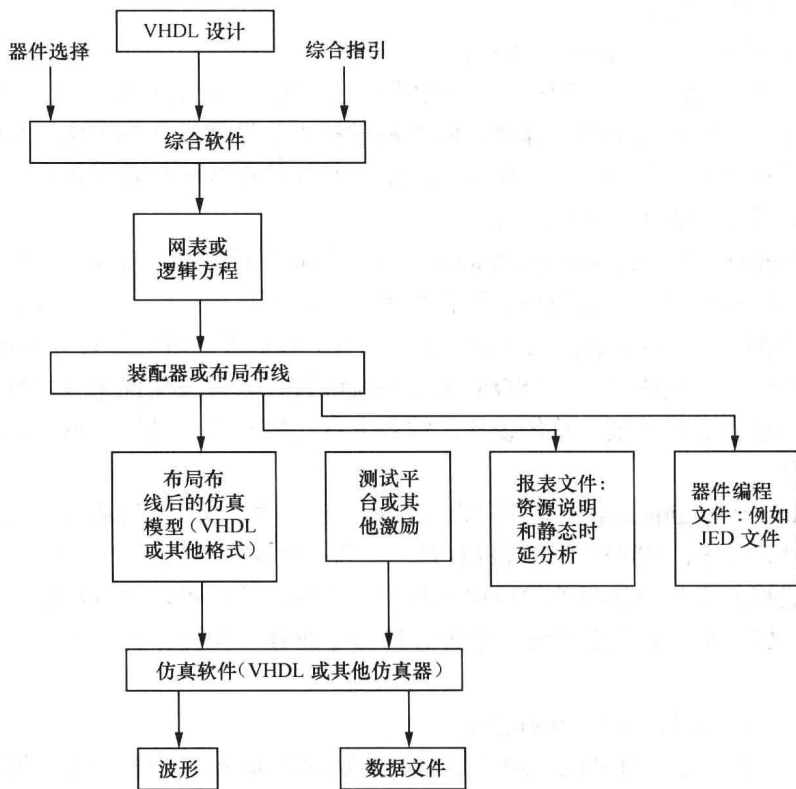 VHDL 设计
器件选择
综合指引
综合软件
网表或
逻辑方程
装配器或布局布线
布局布
线后的仿真
模型(VHDL
或其他格式)
测试平
台或其
他激励
报表文件:
资源说明
和静态时
延分析
器件编程
文件:例如
JED 文件
仿真软件(VHDL 或其他仿真器)
波形
数据文件